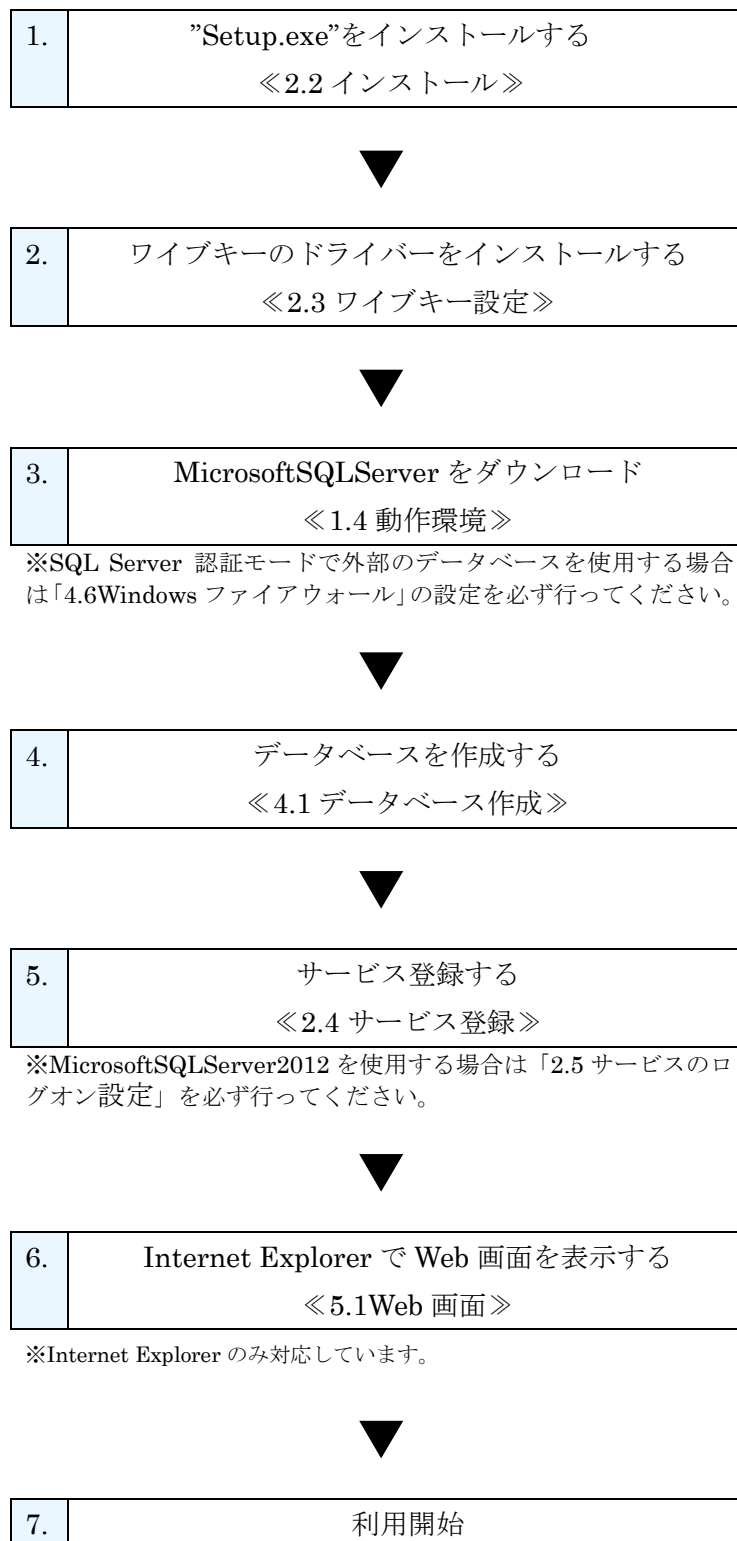 1.
”Setup.exe”をインストールする
≪2.2 インストール≫
▼
2.
ワイブキーのドライバーをインストールする
≪2.3 ワイブキー設定≫
▼
3.
MicrosoftSQLServer をダウンロード
≪1.4 動作環境≫
※SQL Server 認証モードで外部のデータベースを使用する場合
は「4.6Windows ファイアウォール」の設定を必ず行ってください。
▼
4.
データベースを作成する
≪4.1 データベース作成≫
▼
5.
サービス登録する
≪2.4 サービス登録≫
※MicrosoftSQLServer2012 を使用する場合は「2.5 サービスのロ
グオン設定」を必ず行ってください。
▼
6.
Internet Explorer で Web 画面を表示する
≪5.1Web 画面≫
※Internet Explorer のみ対応しています。
▼
7.
利用開始